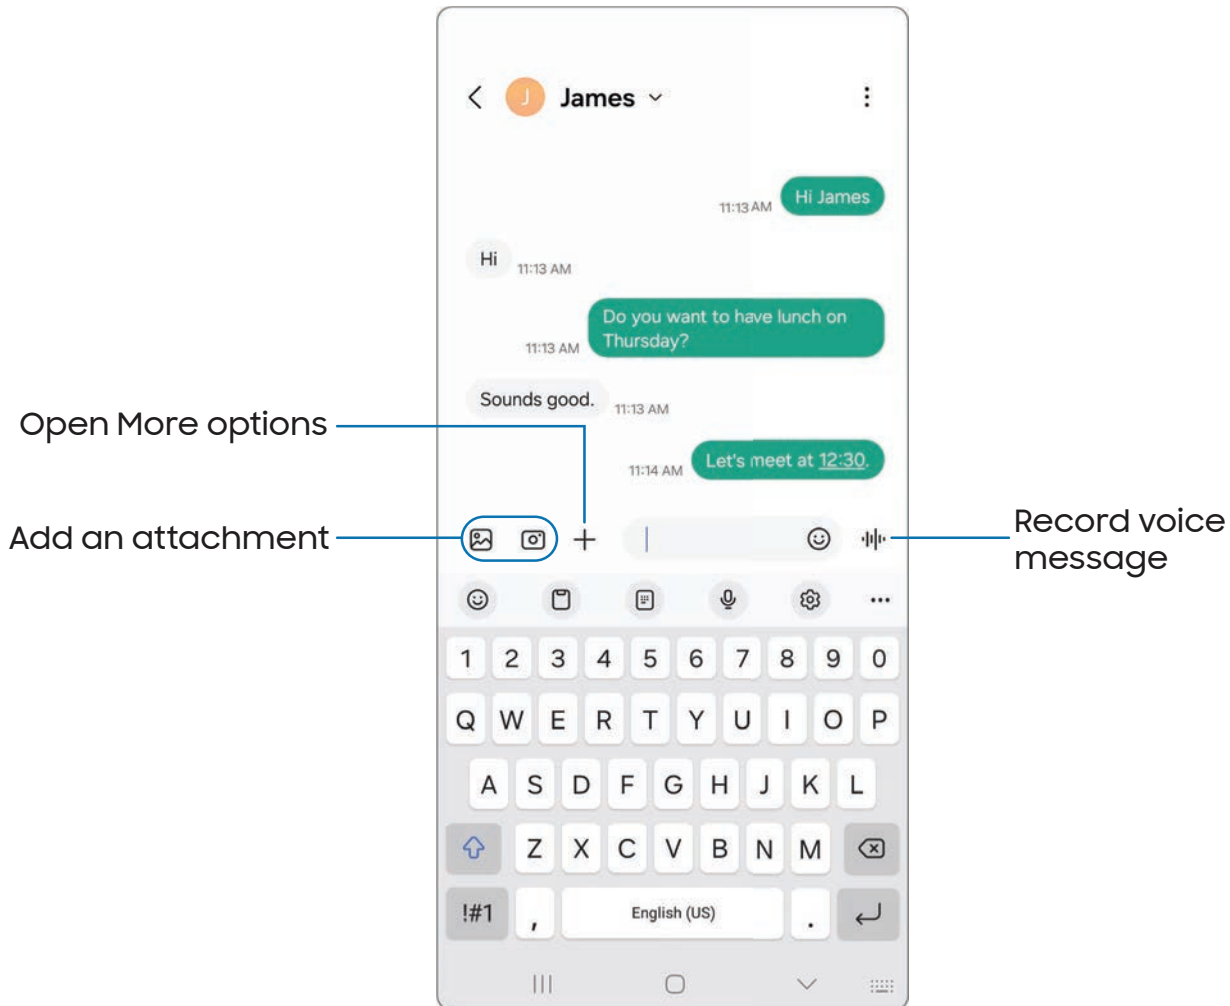 J
James
Hi James
11:13 AM
Hi
11:13 AM
Do you want to have lunch on
Thursday?
11:13 AM
Sounds good.
11:13 AM
Open More options
Let's meet at 12:30.
11:14 AM
Add an attachment
Record voice
message
1 2 3 4 5 6 7 8 9 0
Q W E R T Y U I O P
A S D F G H J K L
Z X C V B N M
!#1 , English (US) .